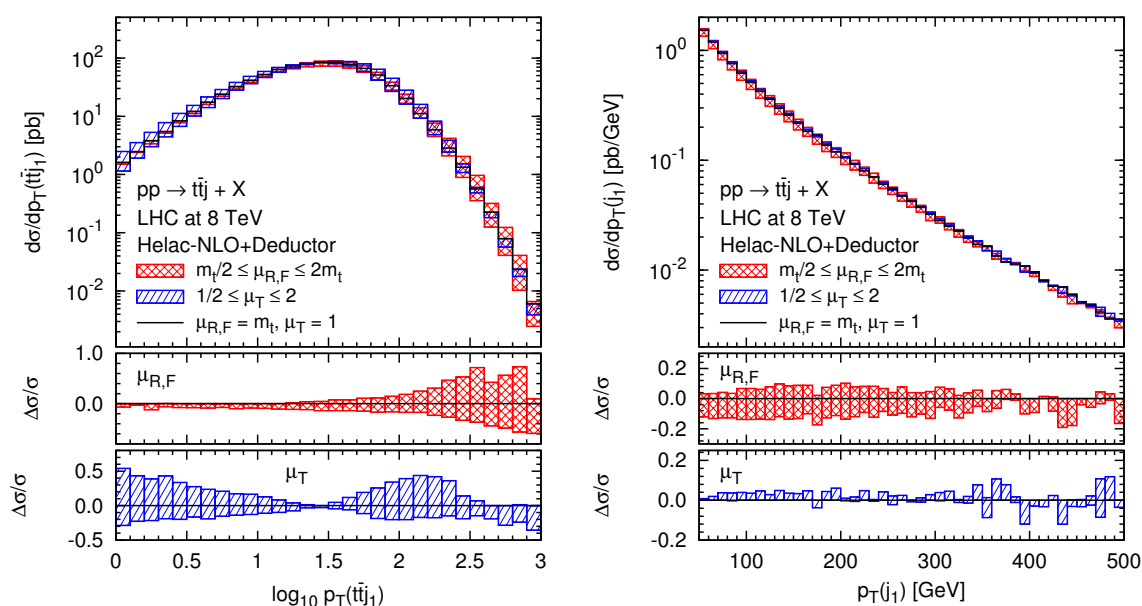 dσ/dp_T(tt̄j_1) [pb]
10^2
10^1
10^0
10^-1
10^-2
pp → tt̄j + X
LHC at 8 TeV
Helac-NLO+Deductor
m_t/2 ≤ μ_R,F ≤ 2m_t
1/2 ≤ μ_T ≤ 2
μ_R,F = m_t, μ_T = 1
Δσ/σ
1.0
0.0
μ_R,F
Δσ/σ
0.5
0.0
-0.5
μ_T
0 0.5 1 1.5 2 2.5 3
log_10 p_T(tt̄j_1)
dσ/dp_T(j_1) [pb/GeV]
10^0
10^-1
10^-2
pp → tt̄j + X
LHC at 8 TeV
Helac-NLO+Deductor
m_t/2 ≤ μ_R,F ≤ 2m_t
1/2 ≤ μ_T ≤ 2
μ_R,F = m_t, μ_T = 1
Δσ/σ
0.2
0.0
-0.2
μ_R,F
Δσ/σ
0.2
0.0
-0.2
μ_T
100 200 300 400 500
p_T(j_1) [GeV]